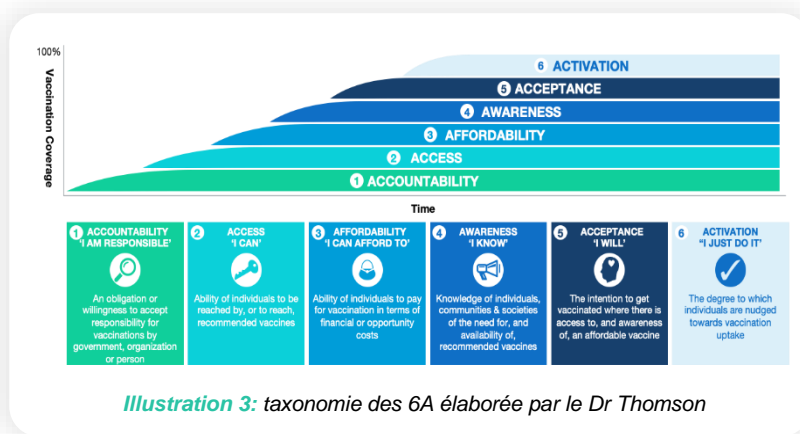 100%
Vaccination Coverage
6 ACTIVATION
5 ACCEPTANCE
4 AWARENESS
3 AFFORDABILITY
2 ACCESS
1 ACCOUNTABILITY
Time
1 ACCOUNTABILITY
'I AM RESPONSIBLE'
An obligation or
willingness to accept
responsibility for
vaccinations by
government, organization
or person
2 ACCESS
'I CAN'
Ability of individuals to be
reached by, or to reach,
recommended vaccines
3 AFFORDABILITY
'I CAN AFFORD TO'
Ability of individuals to pay
for vaccination in terms of
financial or opportunity
costs
4 AWARENESS
'I KNOW'
Knowledge of individuals,
communities & societies
of the need for, and
availability of,
recommended vaccines
5 ACCEPTANCE
'I WILL'
The intention to get
vaccinated where there is
access to, and awareness
of, an affordable vaccine
6 ACTIVATION
"I JUST DO IT'
The degree to which
individuals are nudged
towards vaccination
uptake
Illustration 3: taxonomie des 6A élaborée par le Dr Thomson